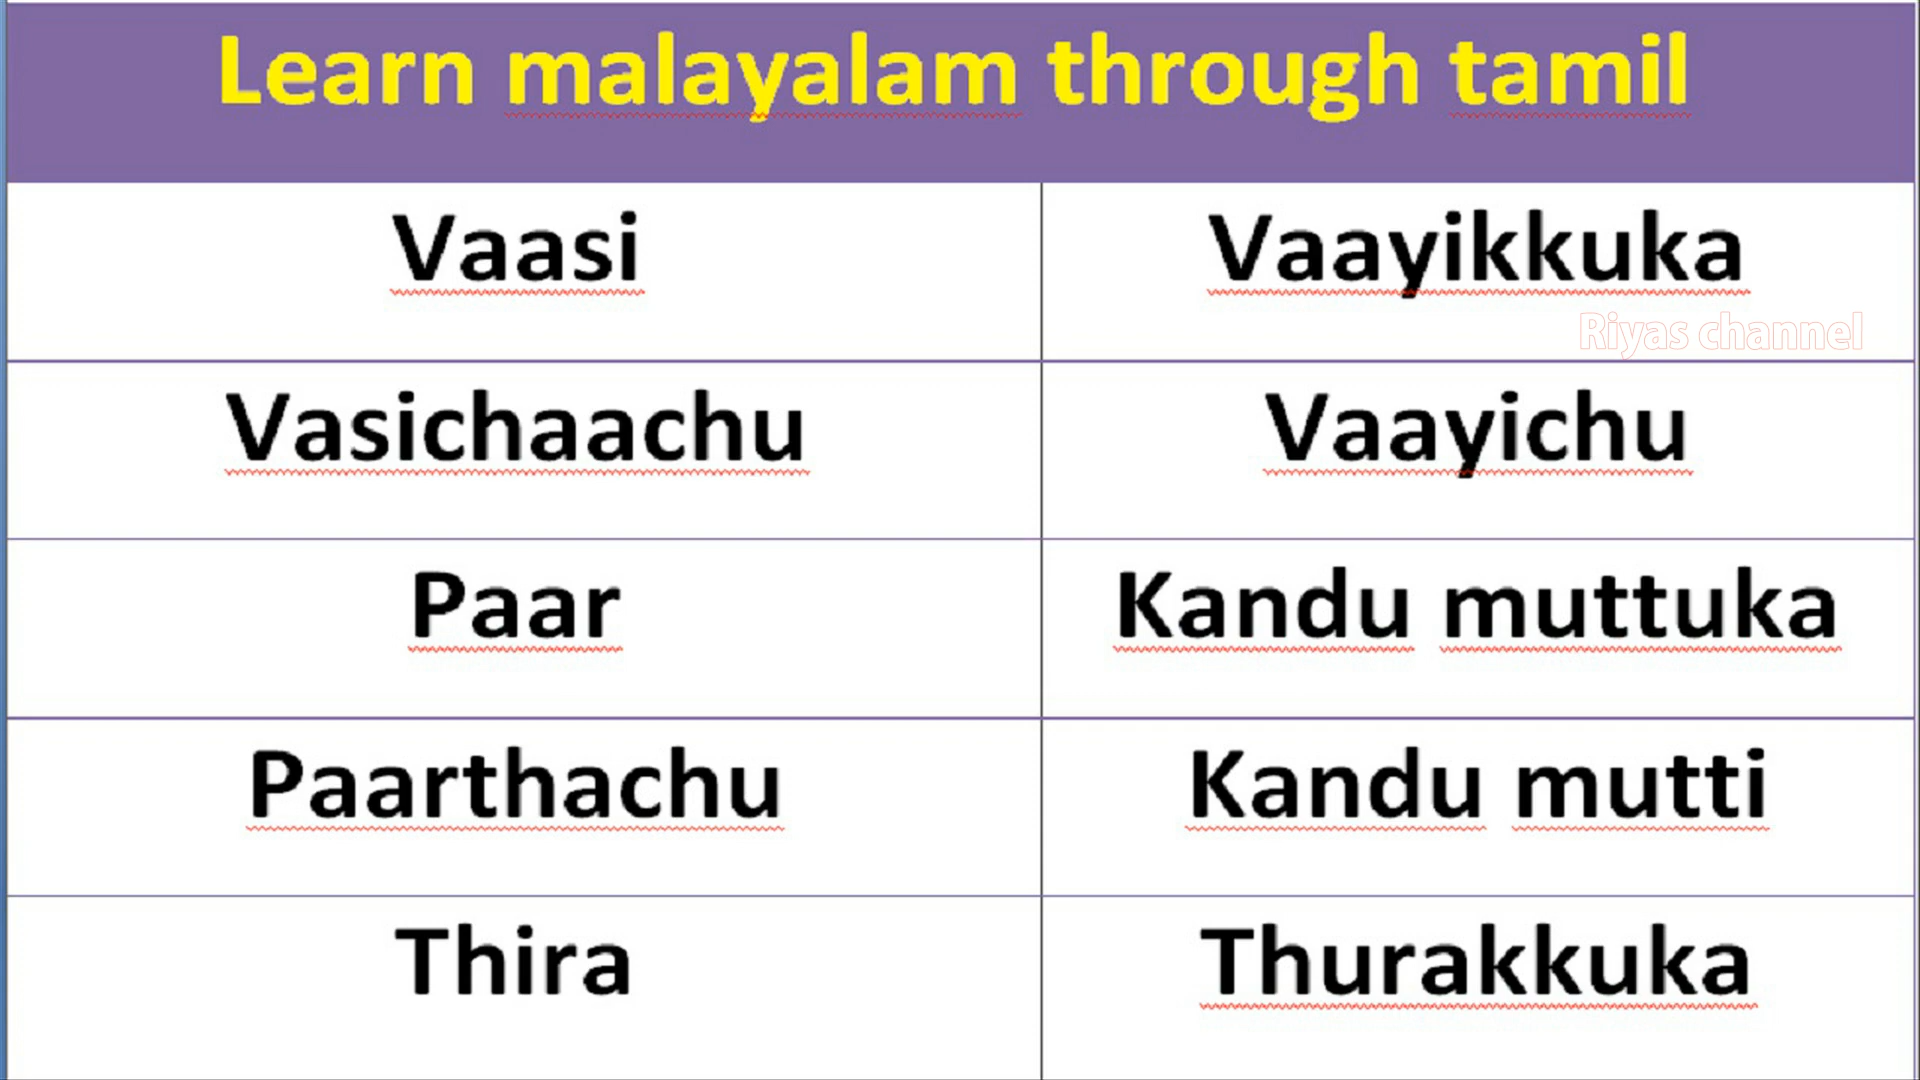 Learn malayalam through tamil
Vaasi Vaayikkuka
Riyas channel
Vasichaachu Vaayichu
Paar Kandu muttuka
Paarthachu Kandu mutti
Thira Thurakkuka